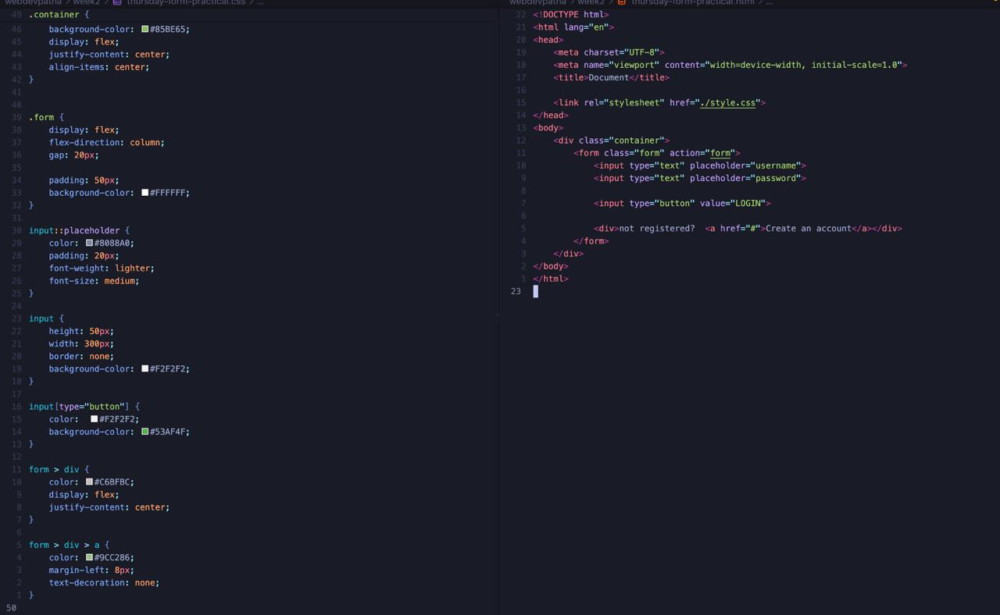 webdevpatha > week2 > thursday-form-practical.css > ...
49 .container {
46 background-color: #85BE65;
45 display: flex;
44 justify-content: center;
43 align-items: center;
42 }
41
40
39 .form {
38 display: flex;
37 flex-direction: column;
36 gap: 20px;
35
34 padding: 50px;
33 background-color: #FFFFFF;
32 }
31
30 input::placeholder {
29 color: #8088A0;
28 padding: 20px;
27 font-weight: lighter;
26 font-size: medium;
25 }
24
23 input {
22 height: 50px;
21 width: 300px;
20 border: none;
19 background-color: #F2F2F2;
18 }
17
16 input[type="button"] {
15 color: #F2F2F2;
14 background-color: #53AF4F;
13 }
12
11 form > div {
10 color: #C6BFBC;
9 display: flex;
8 justify-content: center;
7 }
6
5 form > div > a {
4 color: #9CC286;
3 margin-left: 8px;
2 text-decoration: none;
1 }
50
webdevpatha > week2 > thursday-form-practical.html > ...
22 <!DOCTYPE html>
21 <html lang="en">
20 <head>
19 <meta charset="UTF-8">
18 <meta name="viewport" content="width=device-width, initial-scale=1.0">
17 <title>Document</title>
16
15 <link rel="stylesheet" href="./style.css">
14 </head>
13 <body>
12 <div class="container">
11 <form class="form" action="form">
10 <input type="text" placeholder="username">
9 <input type="text" placeholder="password">
8
7 <input type="button" value="LOGIN">
6
5 <div>not registered?  <a href="#">Create an account</a></div>
4 </form>
3 </div>
2 </body>
1 </html>
23